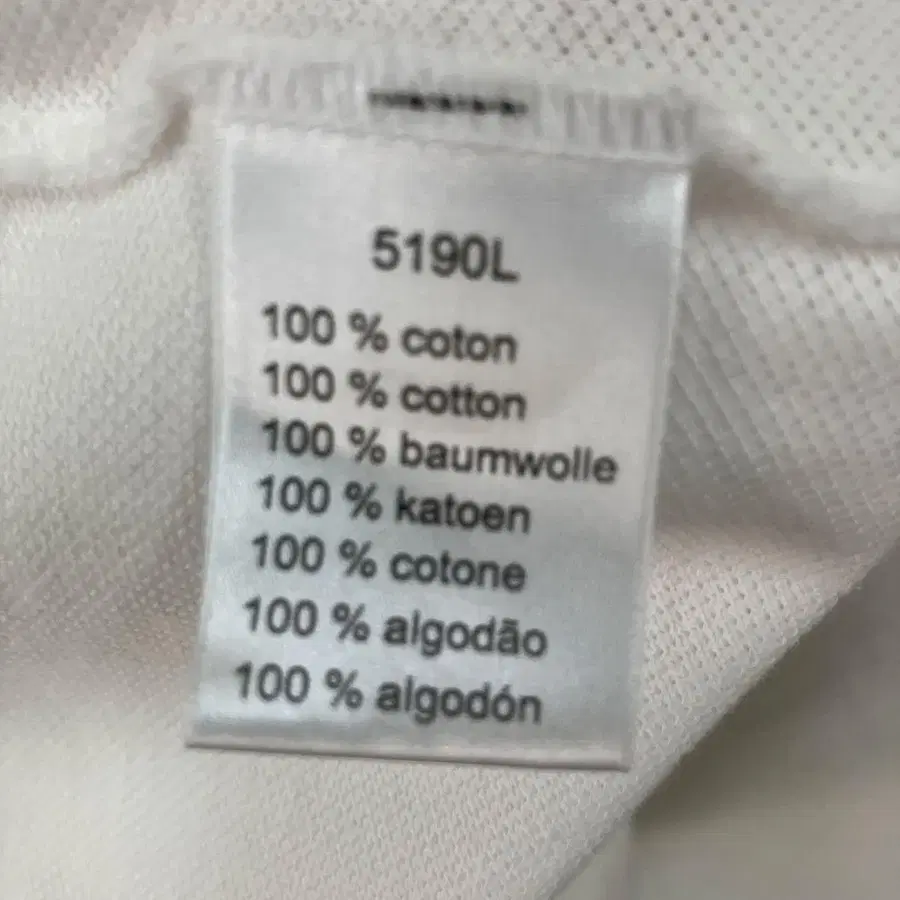 5190L
100 % coton
100 % cotton
100 % baumwolle
100 % katoen
100 % cotone
100 % algodão
100 % algodón